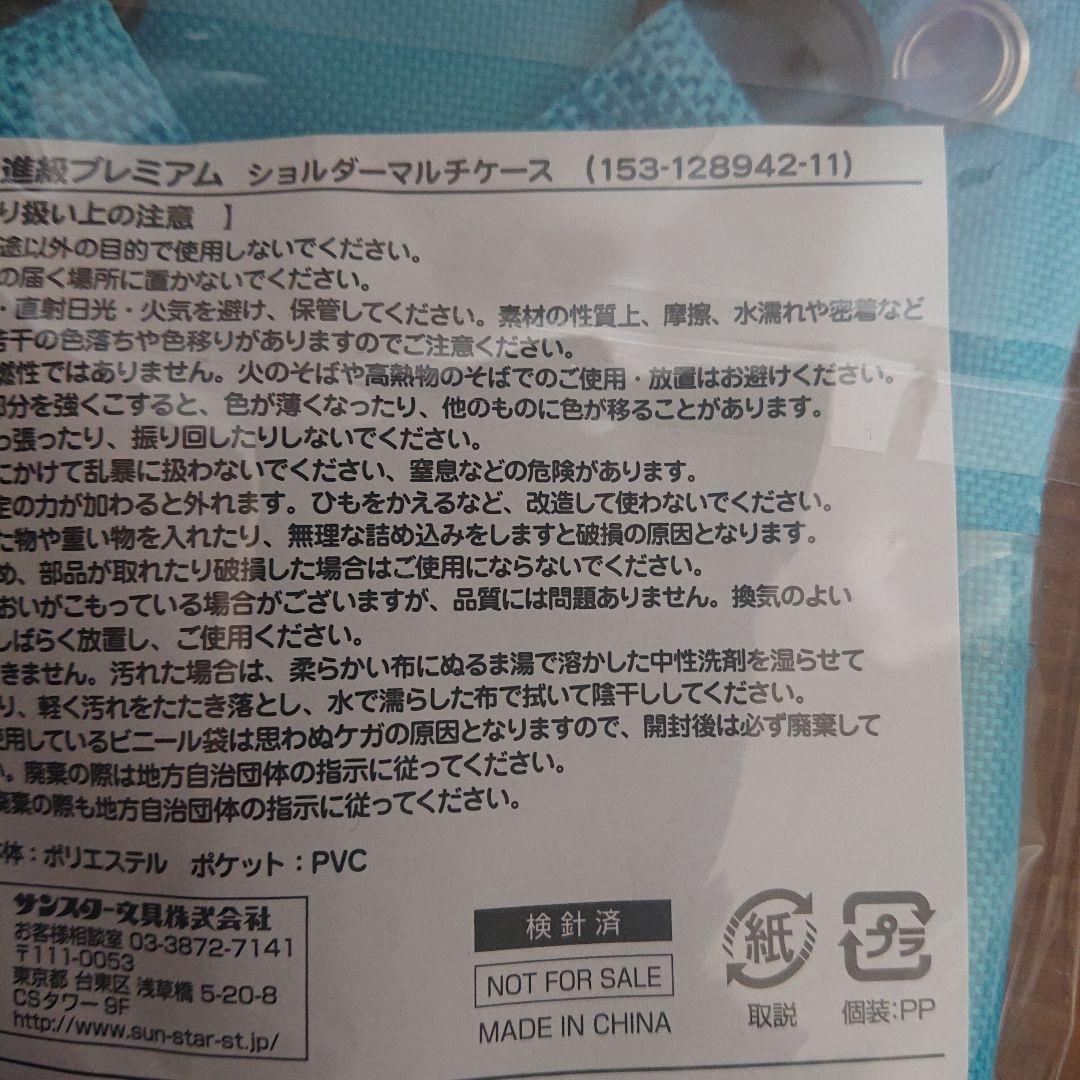 進級プレミアム ショルダーマルチケース (153-128942-11)
り扱い上の注意 】
途以外の目的で使用しないでください。
の届く場所に置かないでください。
・直射日光・火気を避け、保管してください。素材の性質上、摩擦、水濡れや密着など
若干の色落ちや色移りがありますのでご注意ください。
燃性ではありません。火のそばや高熱物のそばでのご使用・放置はお避けください。
部分を強くこすると、色が薄くなったり、他のものに色が移ることがあります。
っ張ったり、振り回したりしないでください。
にかけて乱暴に扱わないでください、窒息などの危険があります。
定の力が加わると外れます。ひもをかえるなど、改造して使わないでください。
た物や重い物を入れたり、無理な詰め込みをしますと破損の原因となります。
め、部品が取れたり破損した場合はご使用にならないでください。
おいがこもっている場合がございますが、品質には問題ありません。換気のよい
しばらく放置し、ご使用ください。
きません。汚れた場合は、柔らかい布にぬるま湯で溶かした中性洗剤を湿らせて
り、軽く汚れをたたき落とし、水で濡らした布で拭いて陰干ししてください。
使用しているビニール袋は思わぬケガの原因となりますので、開封後は必ず廃棄して
い。廃棄の際は地方自治団体の指示に従ってください。
廃棄の際も地方自治団体の指示に従ってください。
体：ポリエステル ポケット：PVC
サンスター文具株式会社
お客様相談室 03-3872-7141
〒111-0053
東京都 台東区 浅草橋 5-20-8
CSタワー 9F
http://www.sun-star-st.jp/
検針済
NOT FOR SALE
MADE IN CHINA
紙
取説
プラ
個装:PP